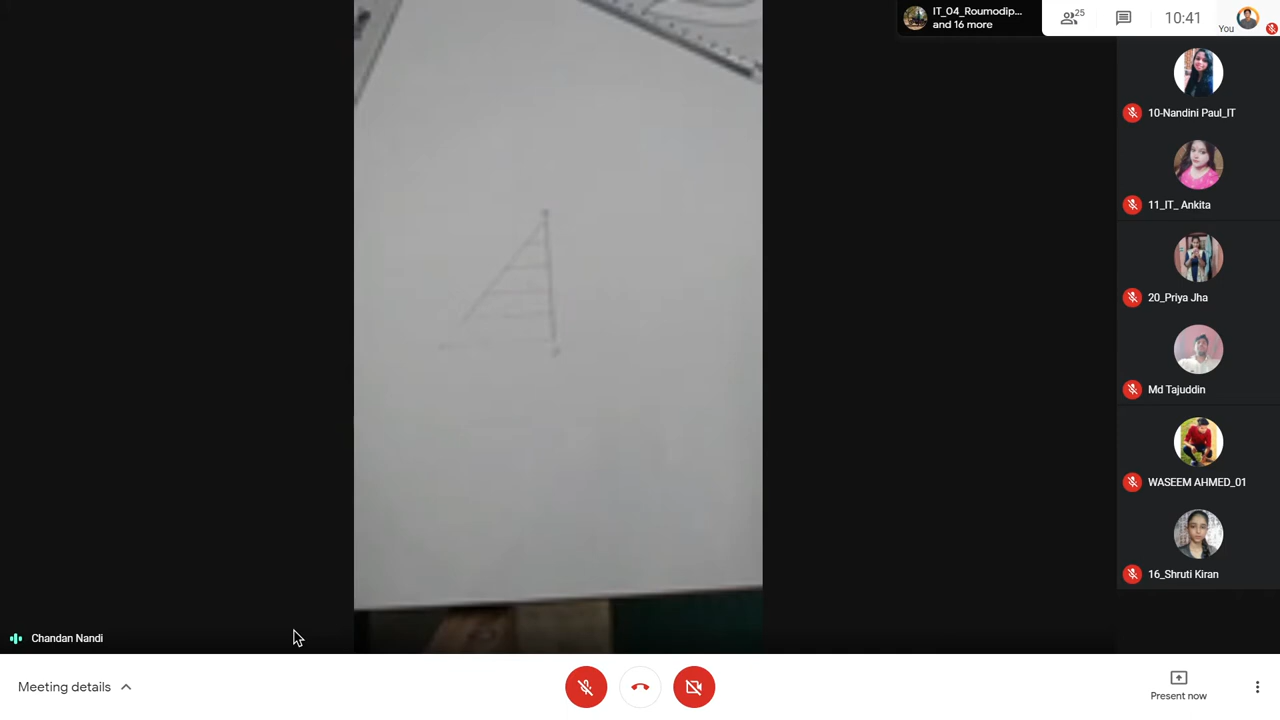 IT_04_Roumodip...
and 16 more
25
10:41
You
10-Nandini Paul_IT
11_IT_ Ankita
20_Priya Jha
Md Tajuddin
WASEEM AHMED_01
16_Shruti Kiran
Chandan Nandi
Meeting details
Present now